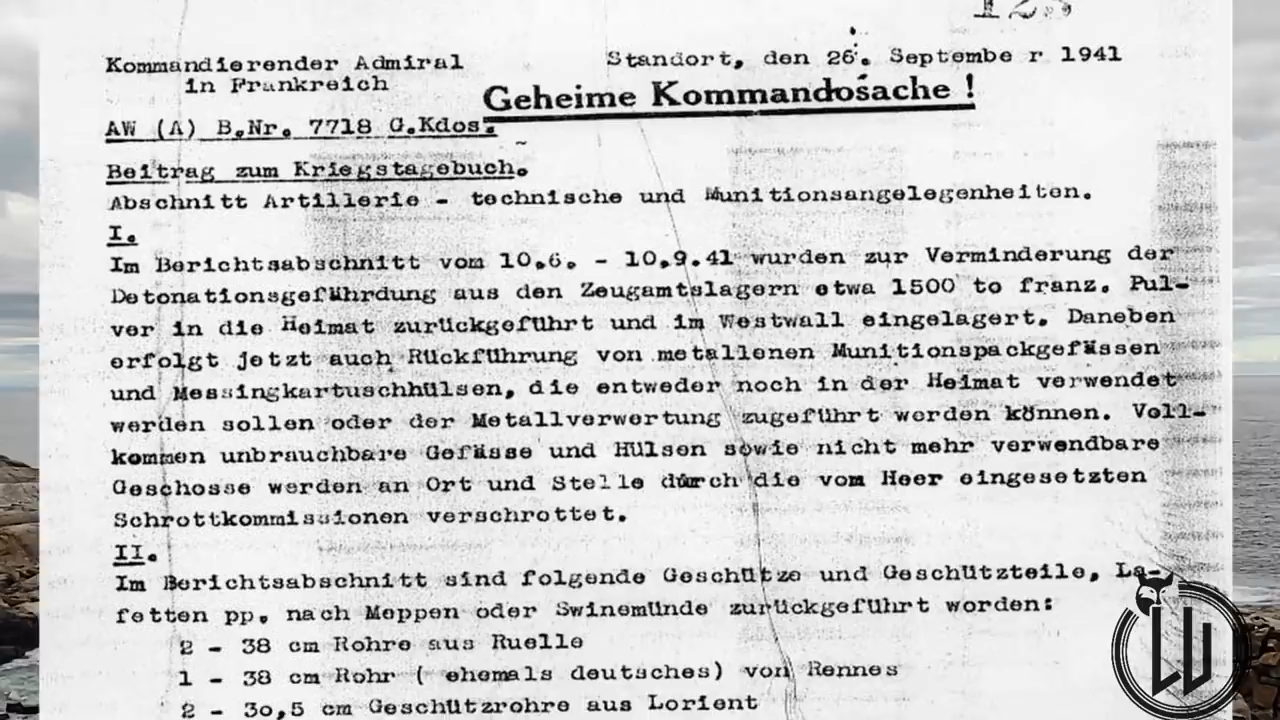 123
Kommandierender Admiral
in Frankreich
Standort, den 26. Septembe r 1941
Geheime Kommandosache !
AW (A) B.Nr. 7718 G.Kdos.
Beitrag zum Kriegstagebuch.
Abschnitt Artillerie - technische und Munitionsangelegenheiten.
I.
Im Berichtsabschnitt vom 10.6. - 10.9.41 wurden zur Verminderung der
Detonationsgefährdung aus den Zeugamtslagern etwa 1500 to franz. Pul-
ver in die Heimat zurückgeführt und im Westwall eingelagert. Daneben
erfolgt jetzt auch Rückführung von metallenen Munitionspackgefässen
und Messingkartuschhülsen, die entweder noch in der Heimat verwendet
werden sollen oder der Metallverwertung zugeführt werden können. Voll-
kommen unbrauchbare Gefässe und Hülsen sowie nicht mehr verwendbare
Geschosse werden an Ort und Stelle durch die vom Heer eingesetzten
Schrottkommissionen verschrottet.
II.
Im Berichtsabschnitt sind folgende Geschütze und Geschützteile, La-
fetten pp. nach Meppen oder Swinemünde zurückgeführt worden:
2 - 38 cm Rohre aus Ruelle
1 - 38 cm Rohr ( ehemals deutsches) von Rennes
2 - 30,5 cm Geschützrohre aus Lorient
LU